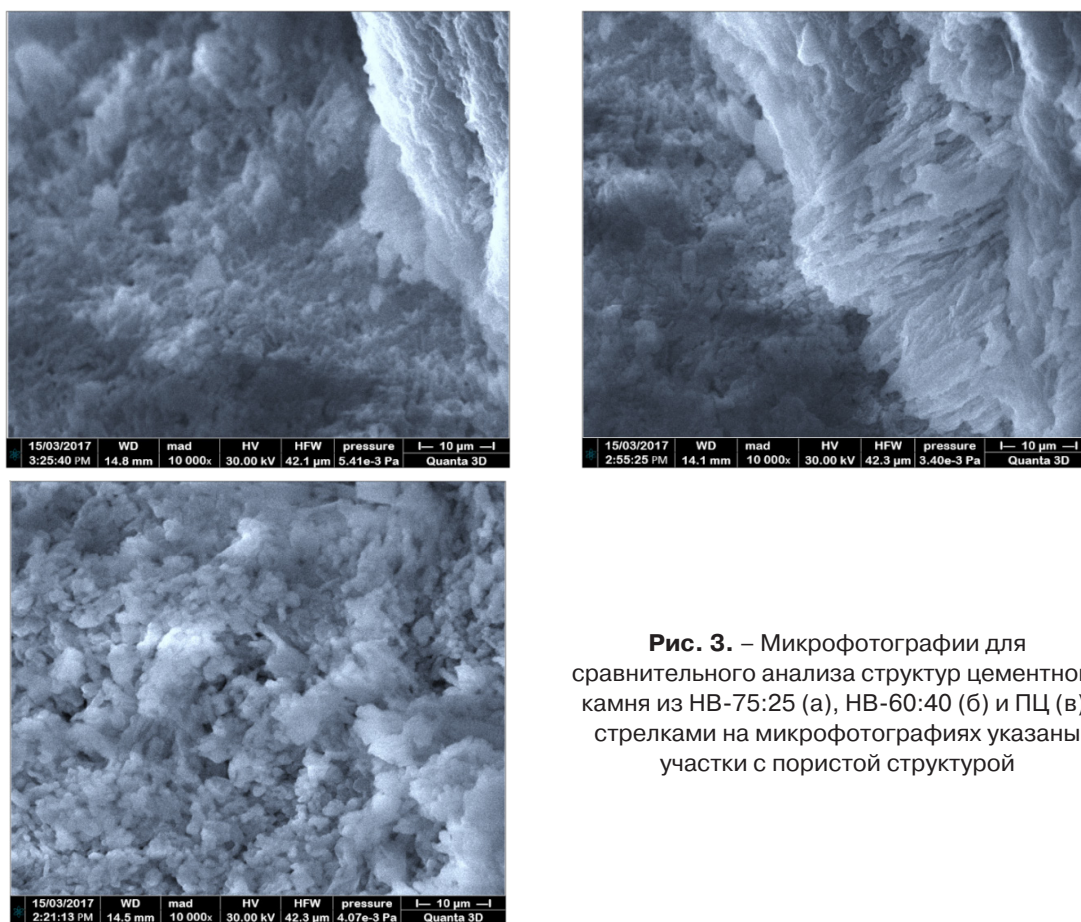 15/03/2017 WD mad HV HFW pressure 10 µm
3:25:40 PM 14.8 mm 10 000x 30.00 kV 42.1 µm 5.41e-3 Pa Quanta 3D
15/03/2017 WD mad HV HFW pressure 10 µm
2:55:25 PM 14.1 mm 10 000x 30.00 kV 42.3 µm 3.40e-3 Pa Quanta 3D
15/03/2017 WD mad HV HFW pressure 10 µm
2:21:13 PM 14.5 mm 10 000x 30.00 kV 42.3 µm 4.07e-3 Pa Quanta 3D
Рис. 3. – Микрофотографии для
сравнительного анализа структур
камня из НВ-75:25 (а), НВ-60:40 (б) и ПЦ (в)
стрелками на микрофотографиях указаны
участки с пористой структурой